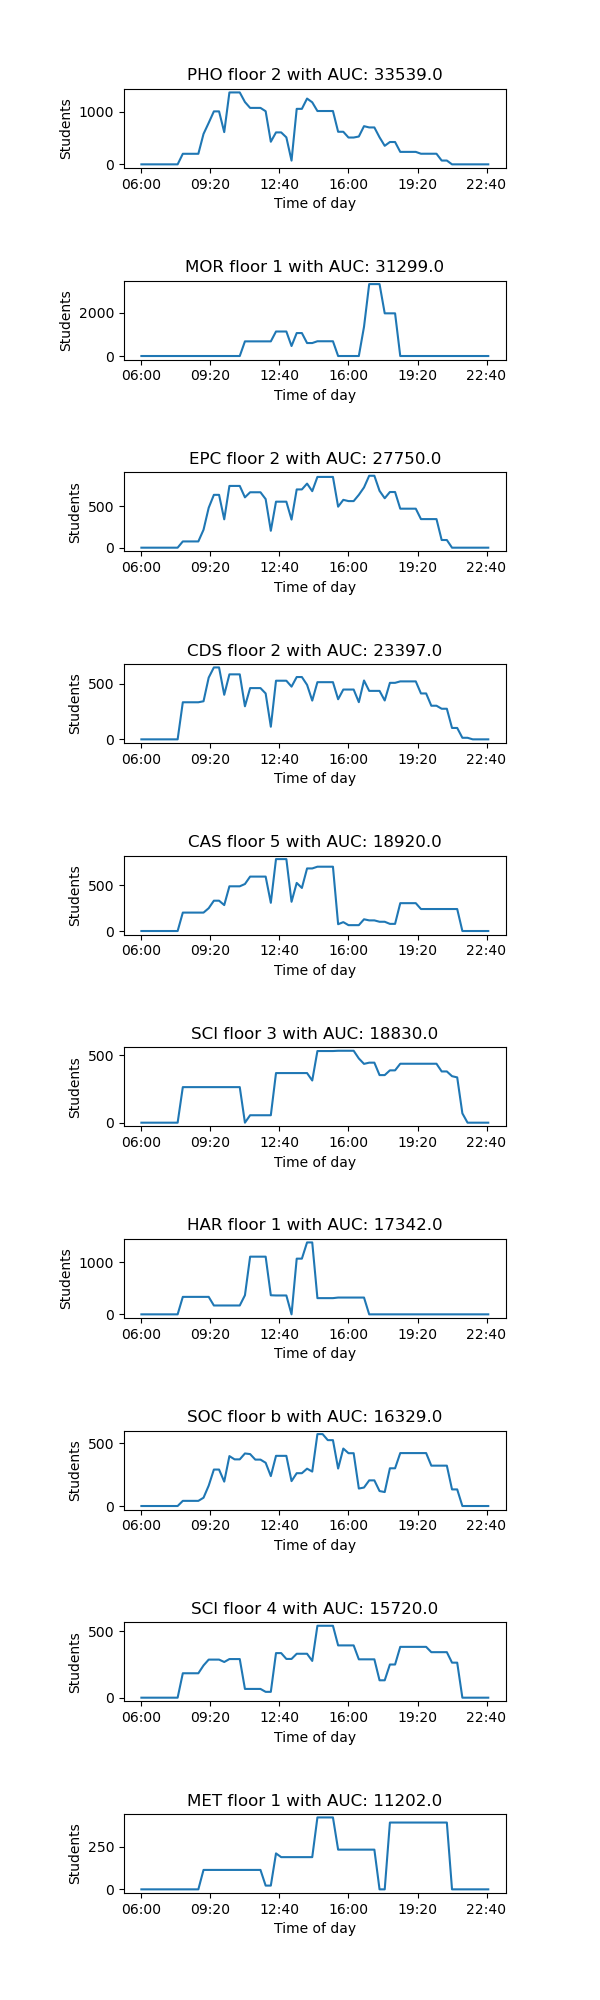 PHO floor 2 with AUC: 33539.0
Students
1000
0
06:00 09:20 12:40 16:00 19:20 22:40
Time of day
MOR floor 1 with AUC: 31299.0
Students
2000
0
06:00 09:20 12:40 16:00 19:20 22:40
Time of day
EPC floor 2 with AUC: 27750.0
Students
500
0
06:00 09:20 12:40 16:00 19:20 22:40
Time of day
CDS floor 2 with AUC: 23397.0
Students
500
0
06:00 09:20 12:40 16:00 19:20 22:40
Time of day
CAS floor 5 with AUC: 18920.0
Students
500
0
06:00 09:20 12:40 16:00 19:20 22:40
Time of day
SCI floor 3 with AUC: 18830.0
Students
500
0
06:00 09:20 12:40 16:00 19:20 22:40
Time of day
HAR floor 1 with AUC: 17342.0
Students
1000
0
06:00 09:20 12:40 16:00 19:20 22:40
Time of day
SOC floor b with AUC: 16329.0
Students
500
0
06:00 09:20 12:40 16:00 19:20 22:40
Time of day
SCI floor 4 with AUC: 15720.0
Students
500
0
06:00 09:20 12:40 16:00 19:20 22:40
Time of day
MET floor 1 with AUC: 11202.0
Students
250
0
06:00 09:20 12:40 16:00 19:20 22:40
Time of day